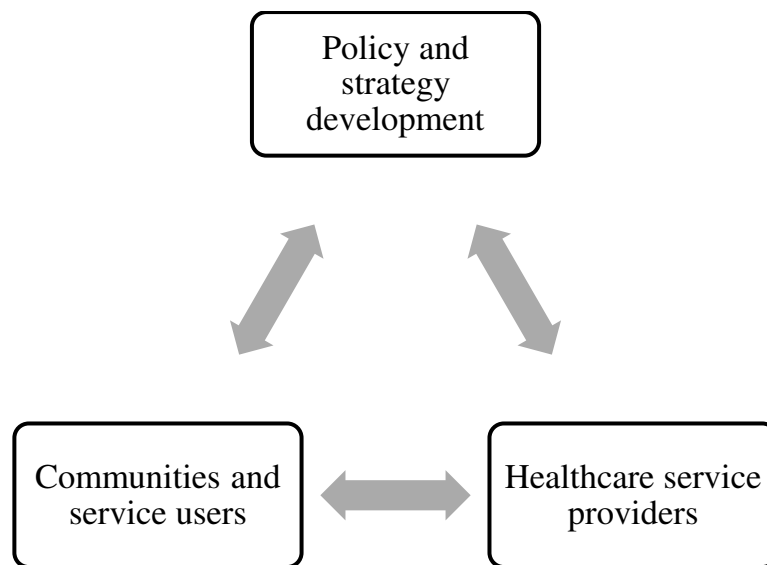 Policy and
strategy
development
Communities and
service users
Healthcare service
providers